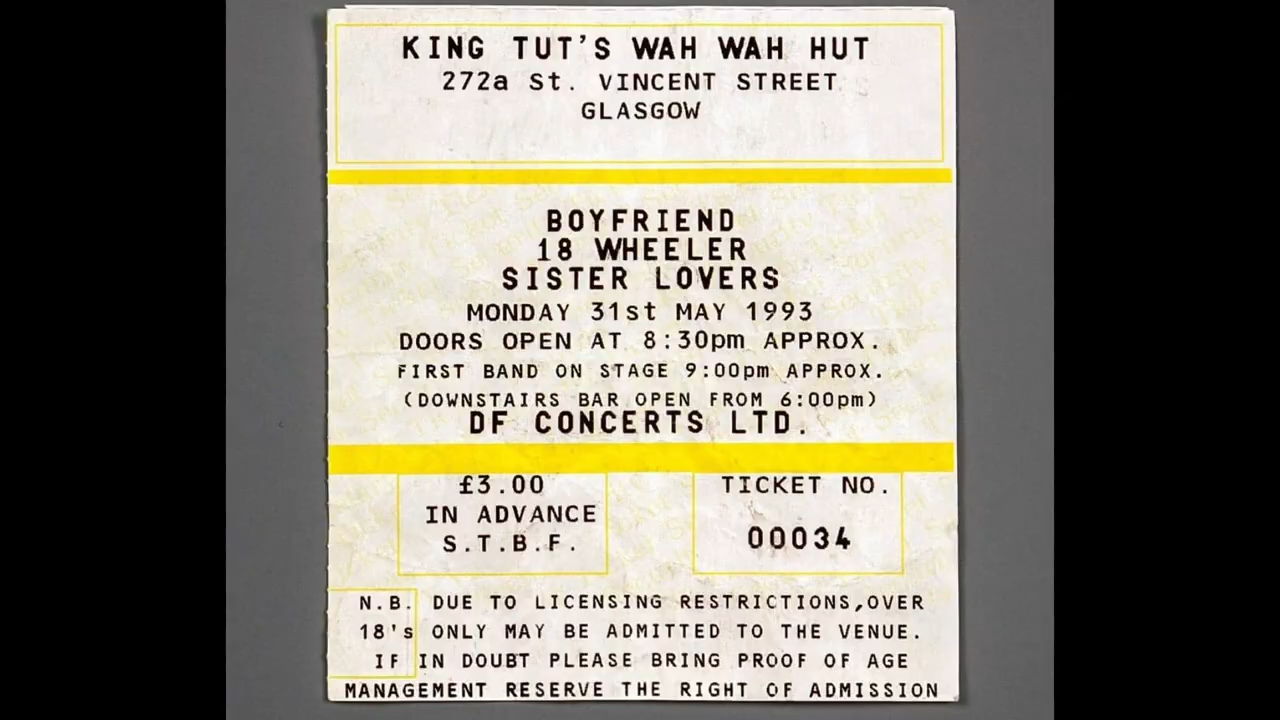 KING TUT'S WAH WAH HUT
272a St. VINCENT STREET
GLASGOW
BOYFRIEND
18 WHEELER
SISTER LOVERS
MONDAY 31st MAY 1993
DOORS OPEN AT 8:30pm APPROX.
FIRST BAND ON STAGE 9:00pm APPROX.
(DOWNSTAIRS BAR OPEN FROM 6:00pm)
DF CONCERTS LTD.
£3.00
IN ADVANCE
S.T.B.F.
TICKET NO.
00034
N.B. DUE TO LICENSING RESTRICTIONS,OVER
18's ONLY MAY BE ADMITTED TO THE VENUE.
IF IN DOUBT PLEASE BRING PROOF OF AGE
MANAGEMENT RESERVE THE RIGHT OF ADMISSION